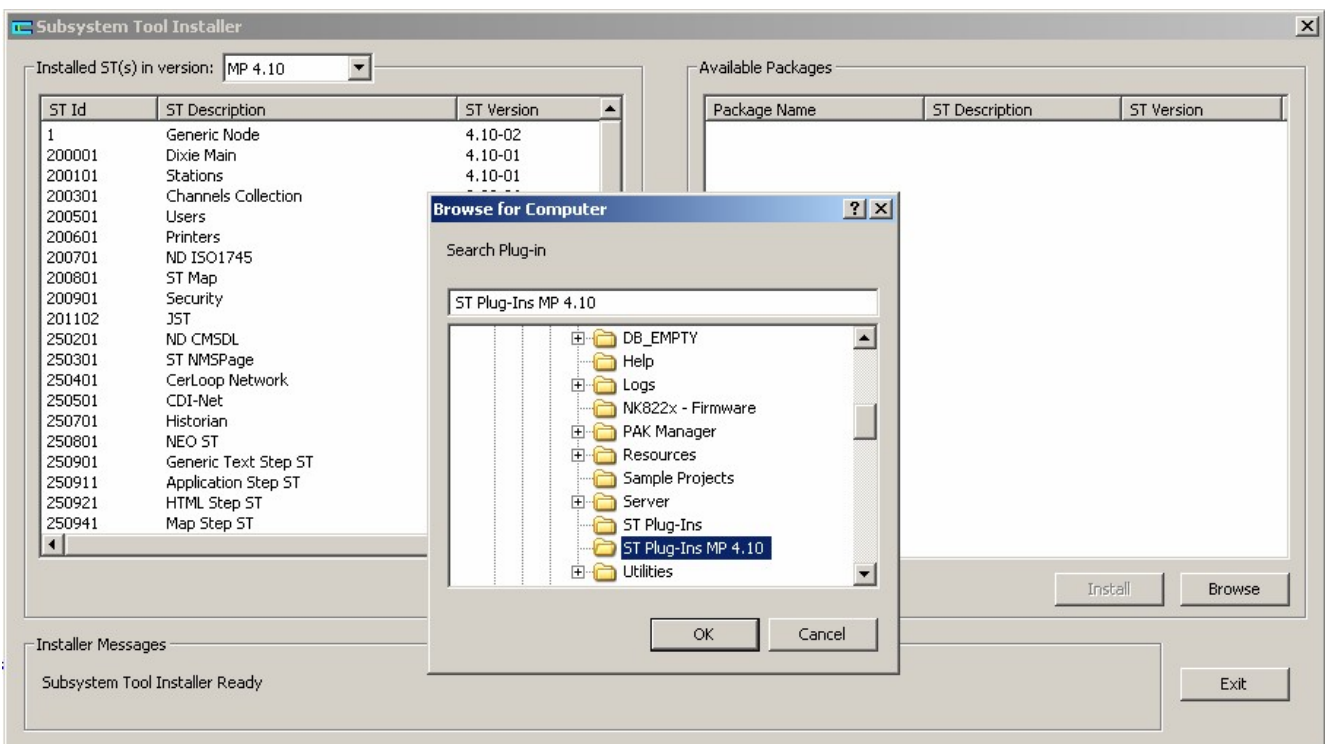 Subsystem Tool Installer
Installed ST(s) in version: MP 4.10
ST Id ST Description ST Version
1 Generic Node 4.10-02
200001 Dixie Main 4.10-01
200101 Stations 4.10-01
200301 Channels Collection
200501 Users
200601 Printers
200701 ND ISO1745
200801 ST Map
200901 Security
201102 JST
250201 ND CMSDL
250301 ST NMSPage
250401 CerLoop Network
250501 CDI-Net
250701 Historian
250801 NEO ST
250901 Generic Text Step ST
250911 Application Step ST
250921 HTML Step ST
250941 Map Step ST
Available Packages
Package Name ST Description ST Version
Browse for Computer
Search Plug-in
ST Plug-Ins MP 4.10
DB_EMPTY
Help
Logs
NK822x - Firmware
PAK Manager
Resources
Sample Projects
Server
ST Plug-Ins
ST Plug-Ins MP 4.10
Utilities
OK Cancel
Install Browse
Installer Messages
Subsystem Tool Installer Ready
Exit